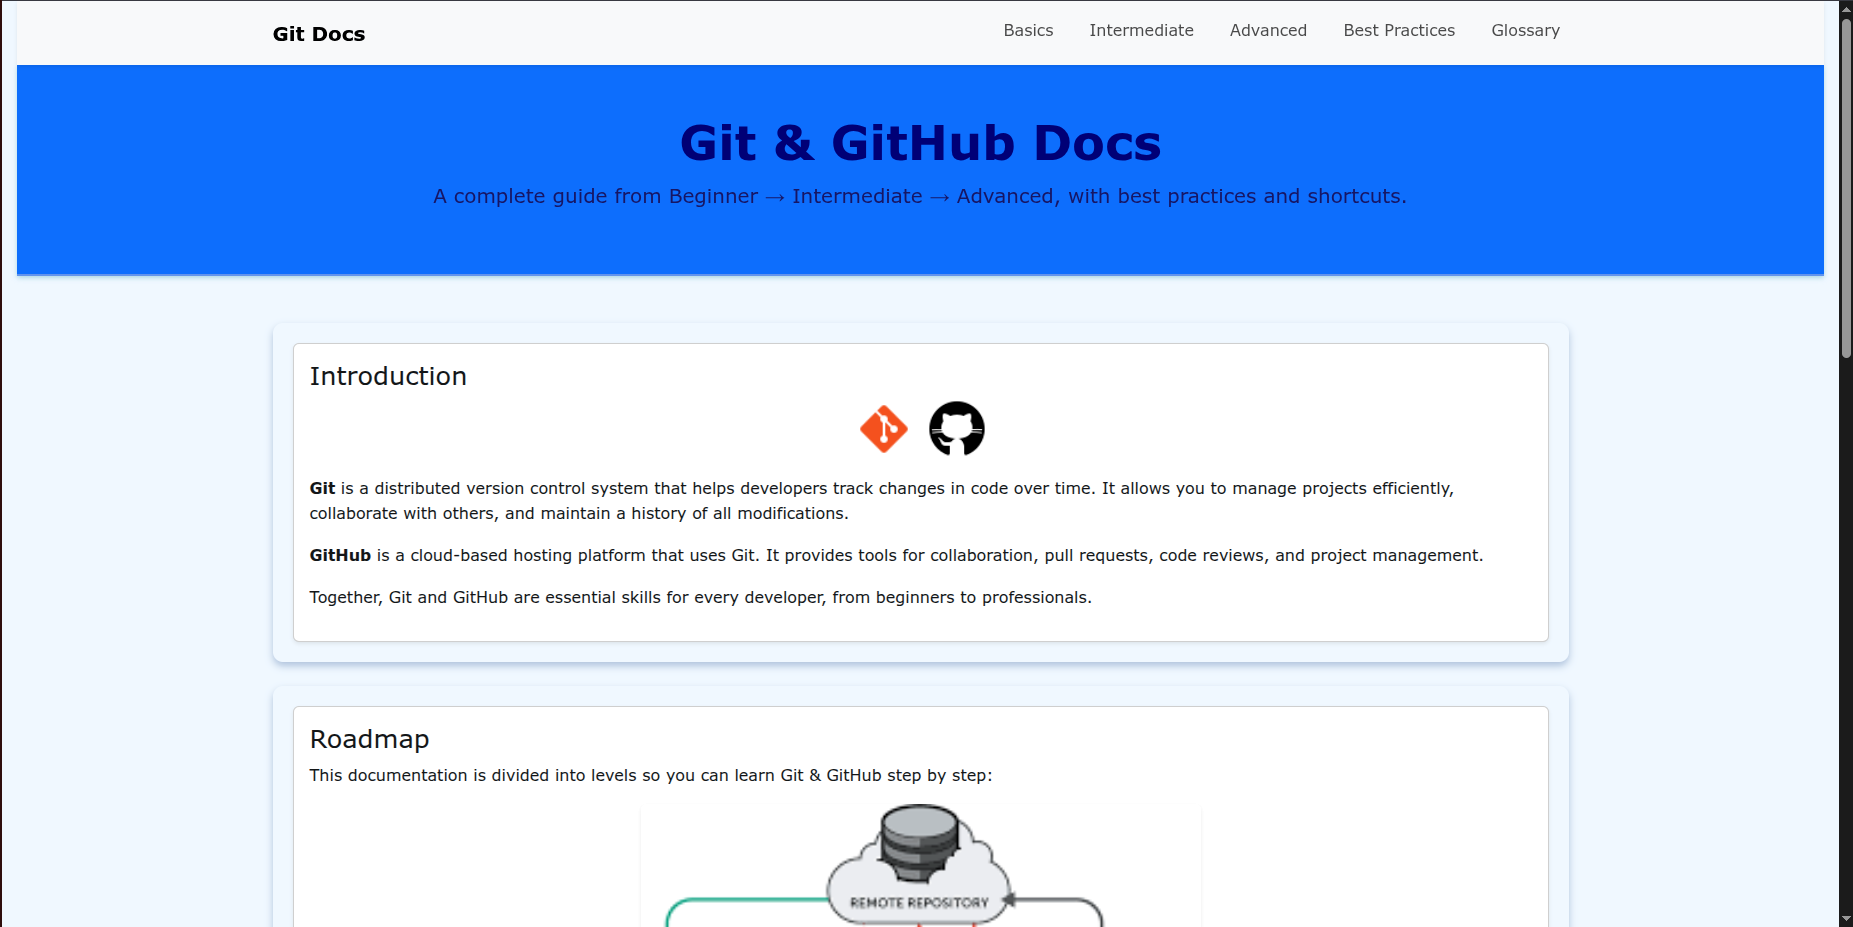 Git Docs
Basics
Intermediate
Advanced
Best Practices
Glossary
Git & GitHub Docs
A complete guide from Beginner → Intermediate → Advanced, with best practices and shortcuts.
Introduction
Git is a distributed version control system that helps developers track changes in code over time. It allows you to manage projects efficiently,
collaborate with others, and maintain a history of all modifications.
GitHub is a cloud-based hosting platform that uses Git. It provides tools for collaboration, pull requests, code reviews, and project management.
Together, Git and GitHub are essential skills for every developer, from beginners to professionals.
Roadmap
This documentation is divided into levels so you can learn Git & GitHub step by step:
REMOTE REPOSITORY